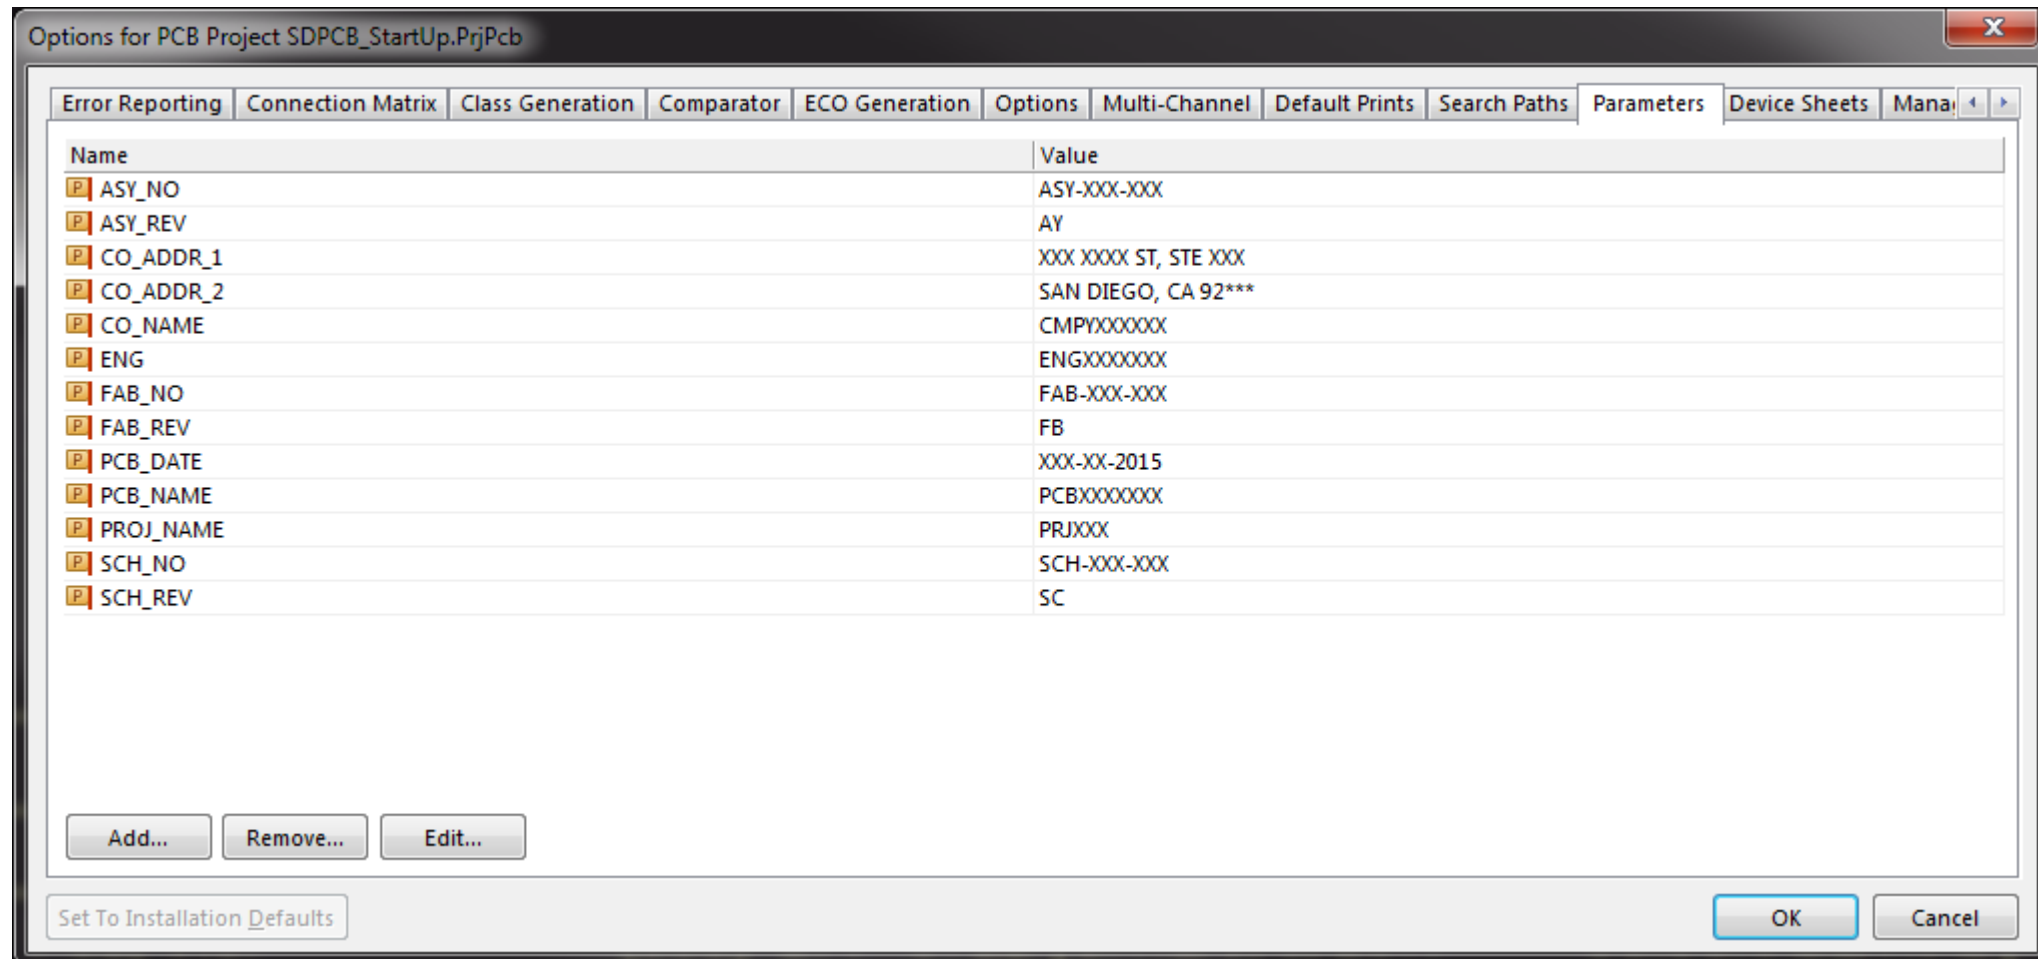 Options for PCB Project SDPCB_StartUp.PrjPcb
X
Error Reporting Connection Matrix Class Generation Comparator ECO Generation Options Multi-Channel Default Prints Search Paths Parameters Device Sheets
Name Value
P ASY_NO ASY-XXX-XXX
P ASY_REV AY
P CO_ADDR_1 XXX XXXX ST, STE XXX
P CO_ADDR_2 SAN DIEGO, CA 92***
P CO_NAME CMPYXXXXXX
P ENG ENGXXXXXXX
P FAB_NO FAB-XXX-XXX
P FAB_REV FB
P PCB_DATE XXX-XX-2015
P PCB_NAME PCBXXXXXXX
P PROJ_NAME PRJXXX
P SCH_NO SCH-XXX-XXX
P SCH_REV SC
Add... Remove... Edit...
Set To Installation Defaults OK Cancel